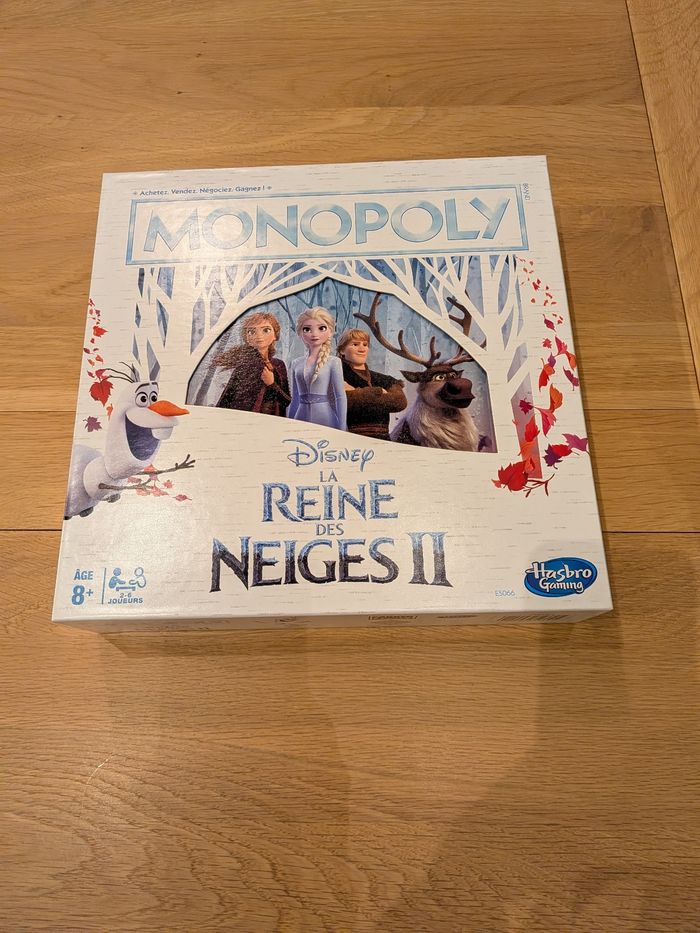 Achetez. Vendez. Négociez. Gagnez !
BRAND
MONOPOLY
Disney
LA
REINE
DES
NEIGES II
ÂGE
8+
2-6
JOUEURS
E5066
Hasbro
Gaming